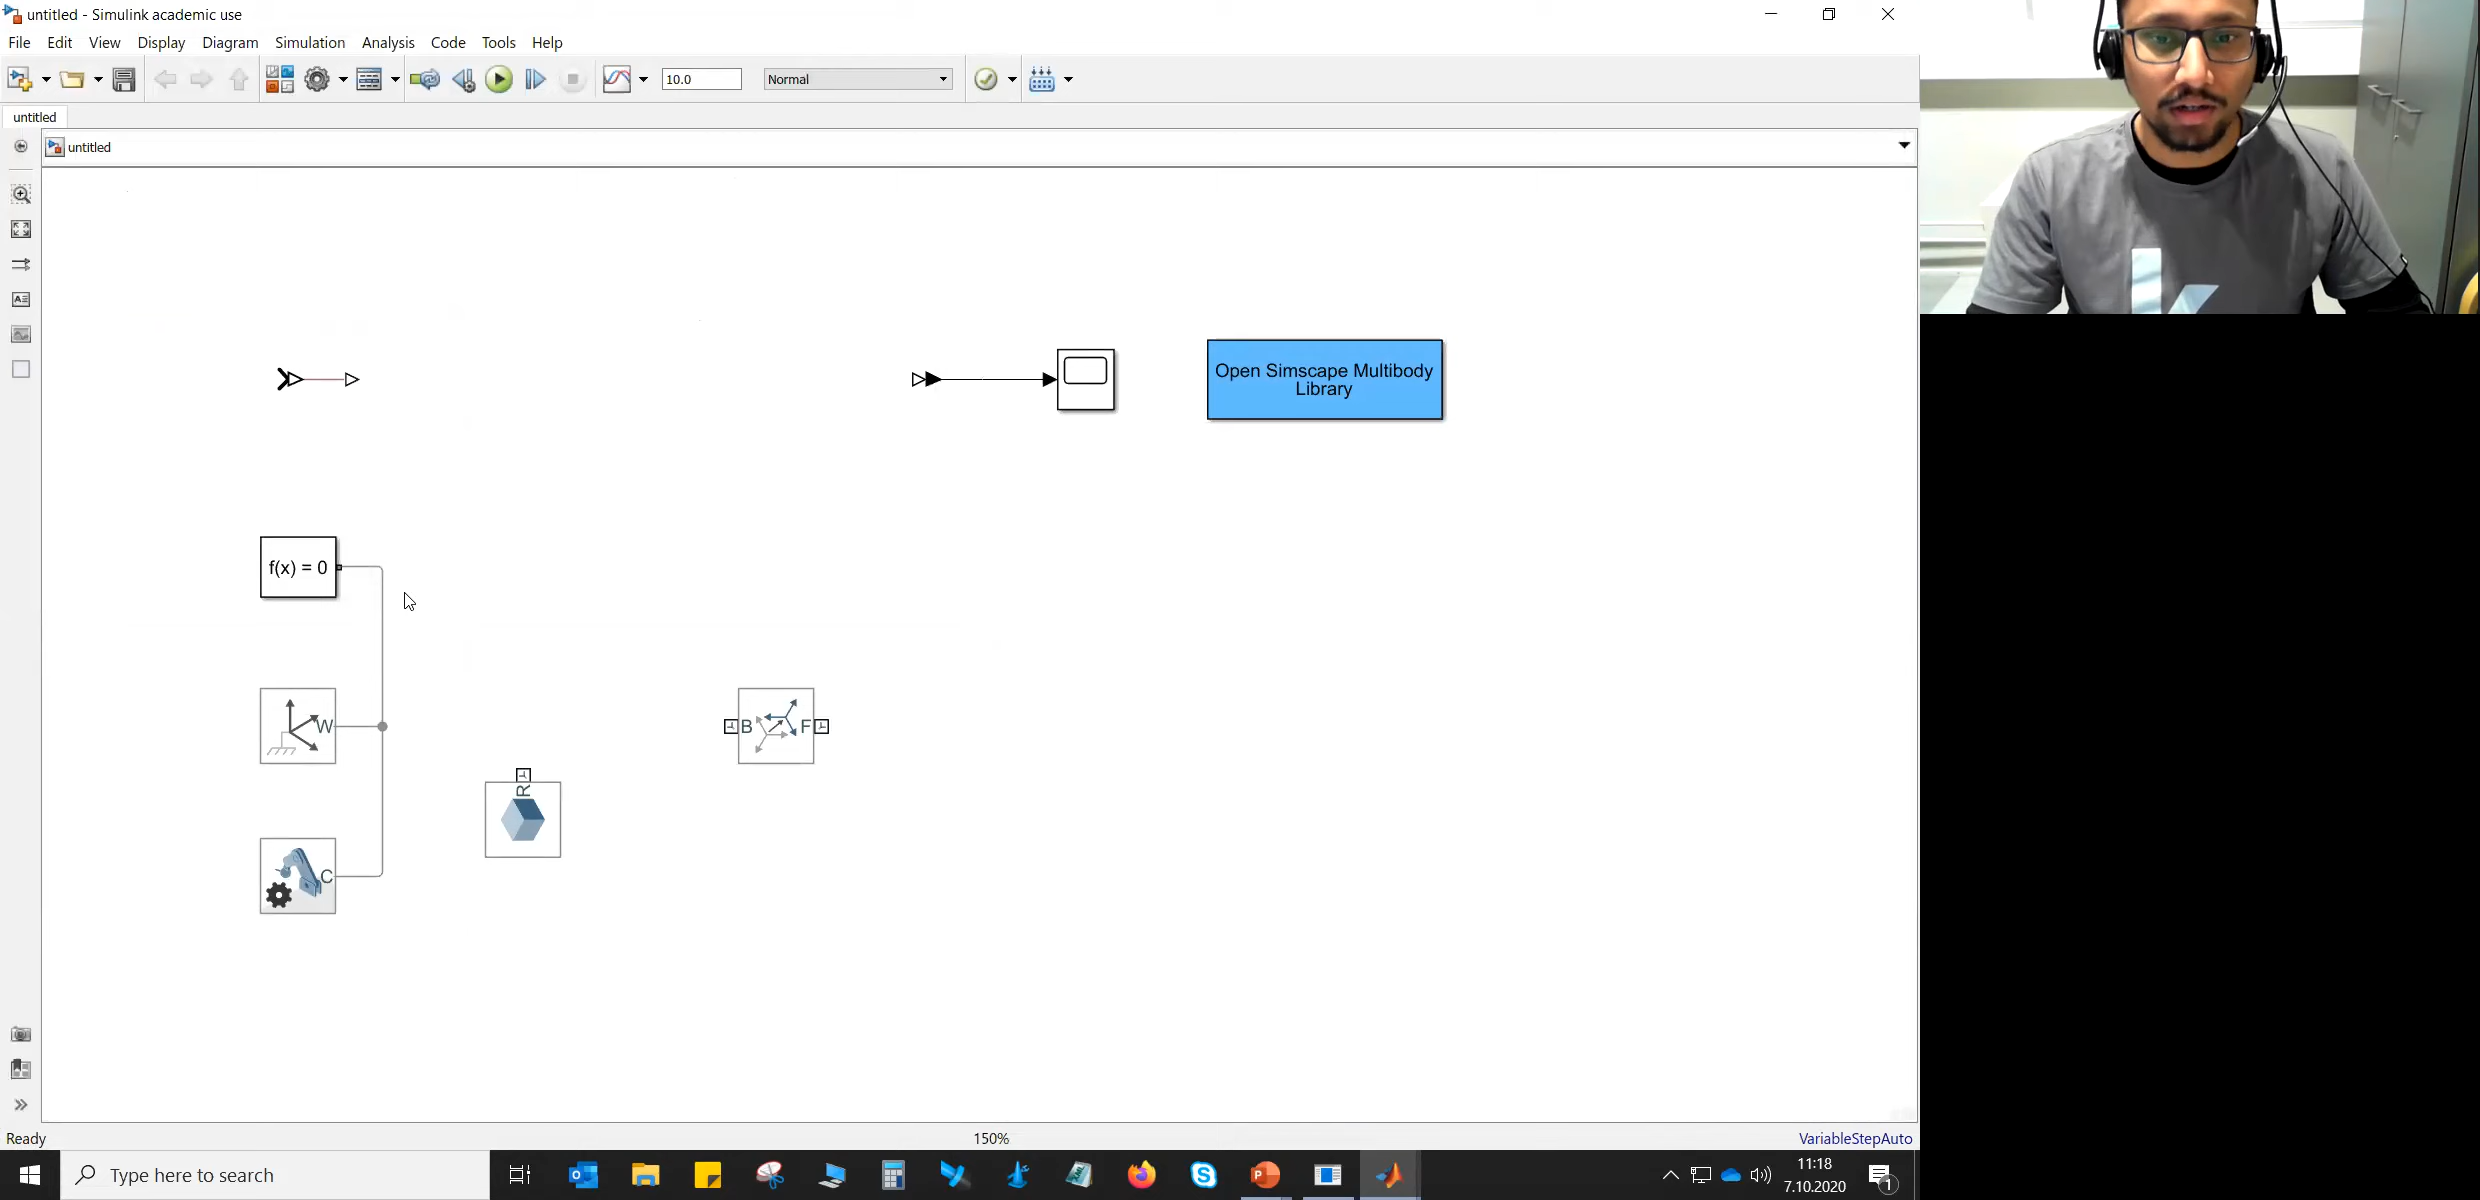 untitled - Simulink academic use
File Edit View Display Diagram Simulation Analysis Code Tools Help
10.0
Normal
untitled
untitled
Open Simscape Multibody
Library
f(x) = 0
W
B
F
R
C
Ready
150%
VariableStepAuto
Type here to search
11:18
7.10.2020
1